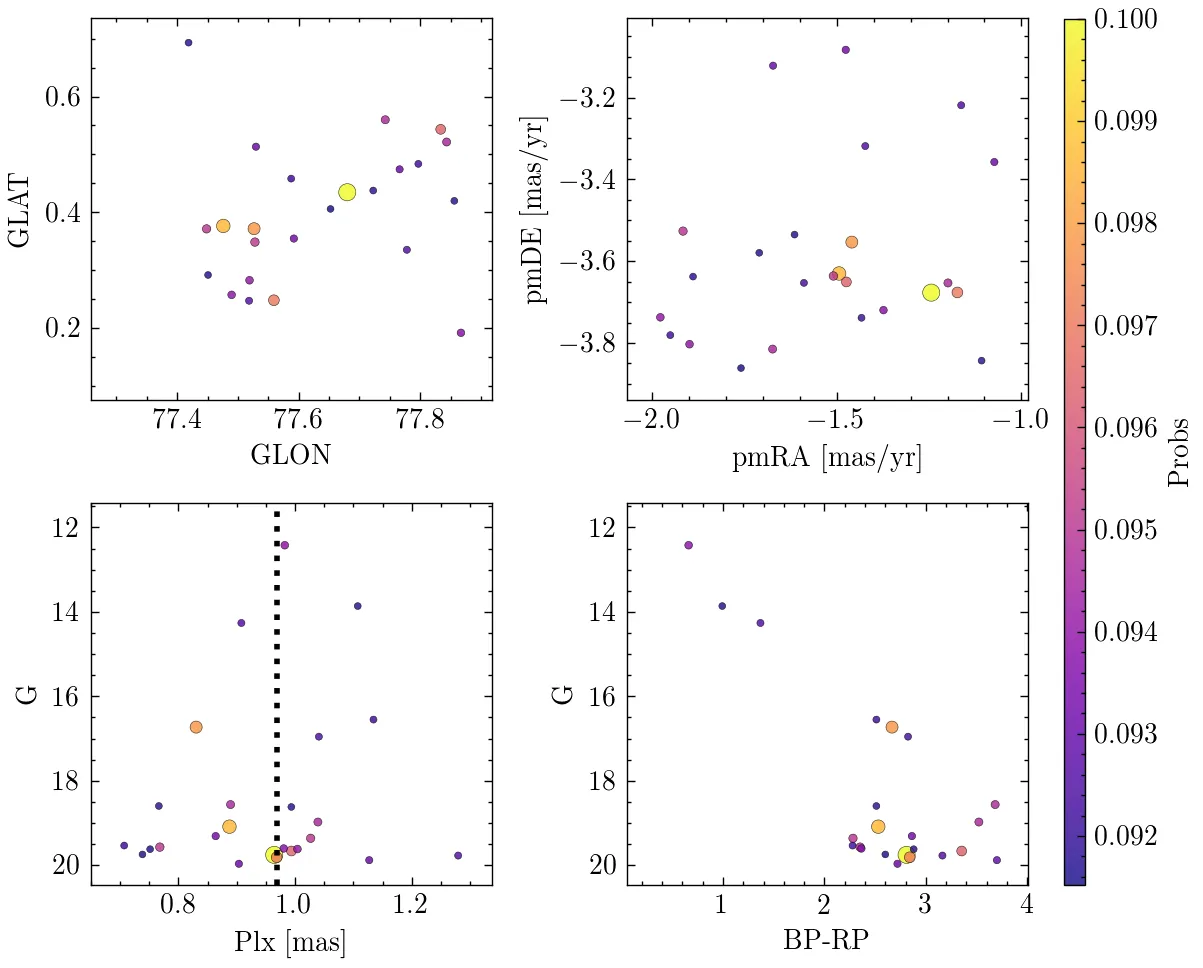 0.6
0.4
0.2
GLAT
77.4 77.6 77.8
GLON
−3.2
−3.4
−3.6
−3.8
pmDE [mas/yr]
−2.0 −1.5 −1.0
pmRA [mas/yr]
12
14
16
18
20
G
0.8 1.0 1.2
Plx [mas]
12
14
16
18
20
G
1 2 3 4
BP-RP
0.100
0.099
0.098
0.097
0.096
0.095
0.094
0.093
0.092
Probs